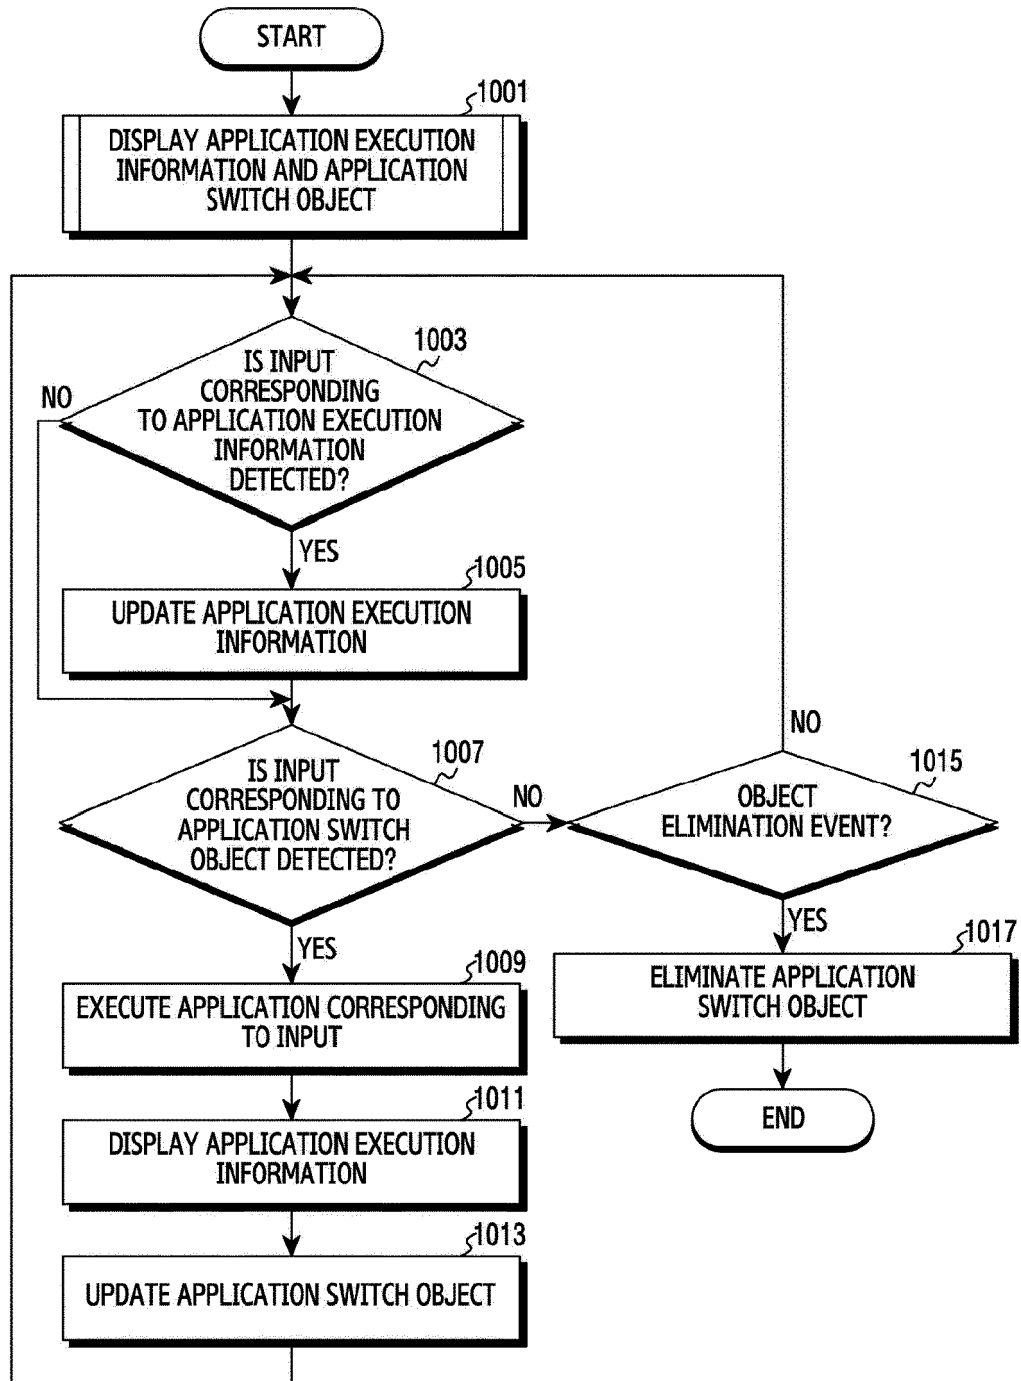 START
1001
DISPLAY APPLICATION EXECUTION
INFORMATION AND APPLICATION
SWITCH OBJECT
1003
IS INPUT
CORRESPONDING
TO APPLICATION EXECUTION
INFORMATION
DETECTED?
NO
YES
1005
UPDATE APPLICATION EXECUTION
INFORMATION
1007
IS INPUT
CORRESPONDING TO
APPLICATION SWITCH
OBJECT DETECTED?
NO
YES
1009
EXECUTE APPLICATION CORRESPONDING
TO INPUT
1011
DISPLAY APPLICATION EXECUTION
INFORMATION
1013
UPDATE APPLICATION SWITCH OBJECT
NO
1015
OBJECT
ELIMINATION EVENT?
YES
1017
ELIMINATE APPLICATION
SWITCH OBJECT
END